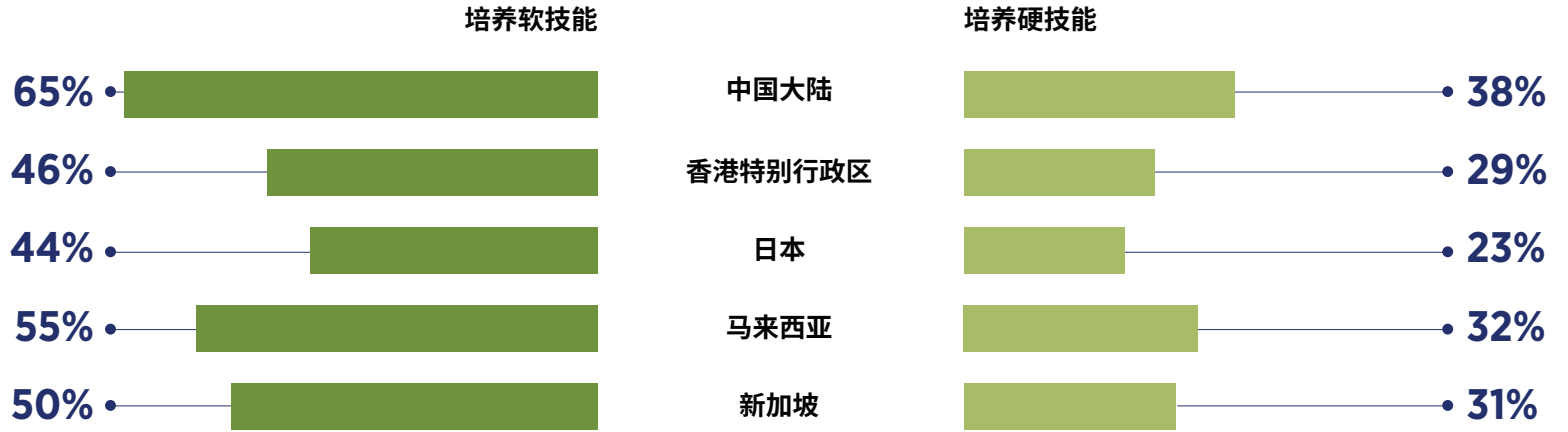 培养软技能 培养硬技能
65% 中国大陆 38%
46% 香港特别行政区 29%
44% 日本 23%
55% 马来西亚 32%
50% 新加坡 31%